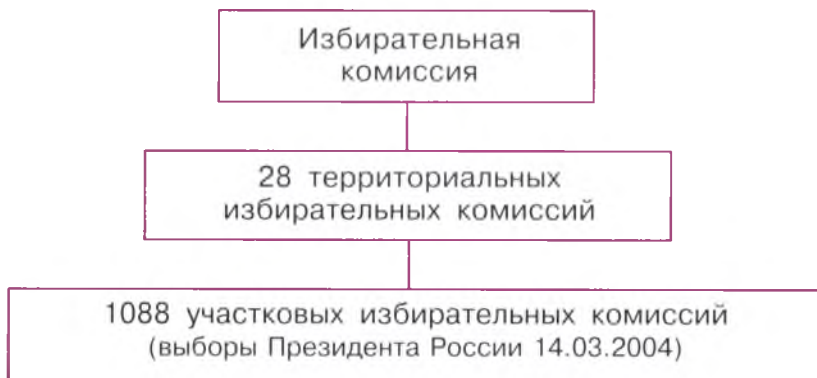 Избирательная
комиссия
28 территориальных
избирательных комиссий
1088 участковых избирательных комиссий
(выборы Президента России 14.03.2004)